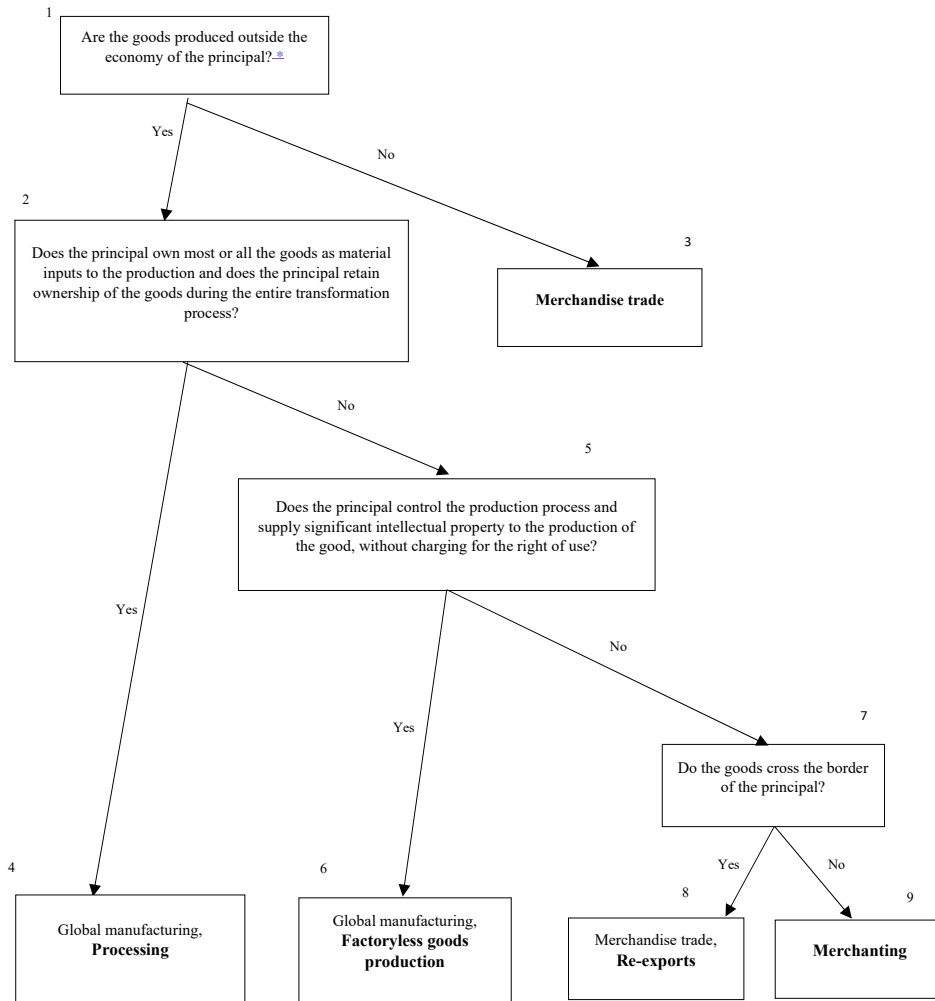 1
Are the goods produced outside the
economy of the principal? *
Yes
No
2
Does the principal own most or all the goods as material
inputs to the production and does the principal retain
ownership of the goods during the entire transformation
process?
3
Merchandise trade
No
5
Does the principal control the production process and
supply significant intellectual property to the production of
the good, without charging for the right of use?
Yes
No
Yes
7
Do the goods cross the border
of the principal?
Yes
No
4
Global manufacturing,
Processing
6
Global manufacturing,
Factoryless goods
production
8
Merchandise trade,
Re-exports
9
Merchanting